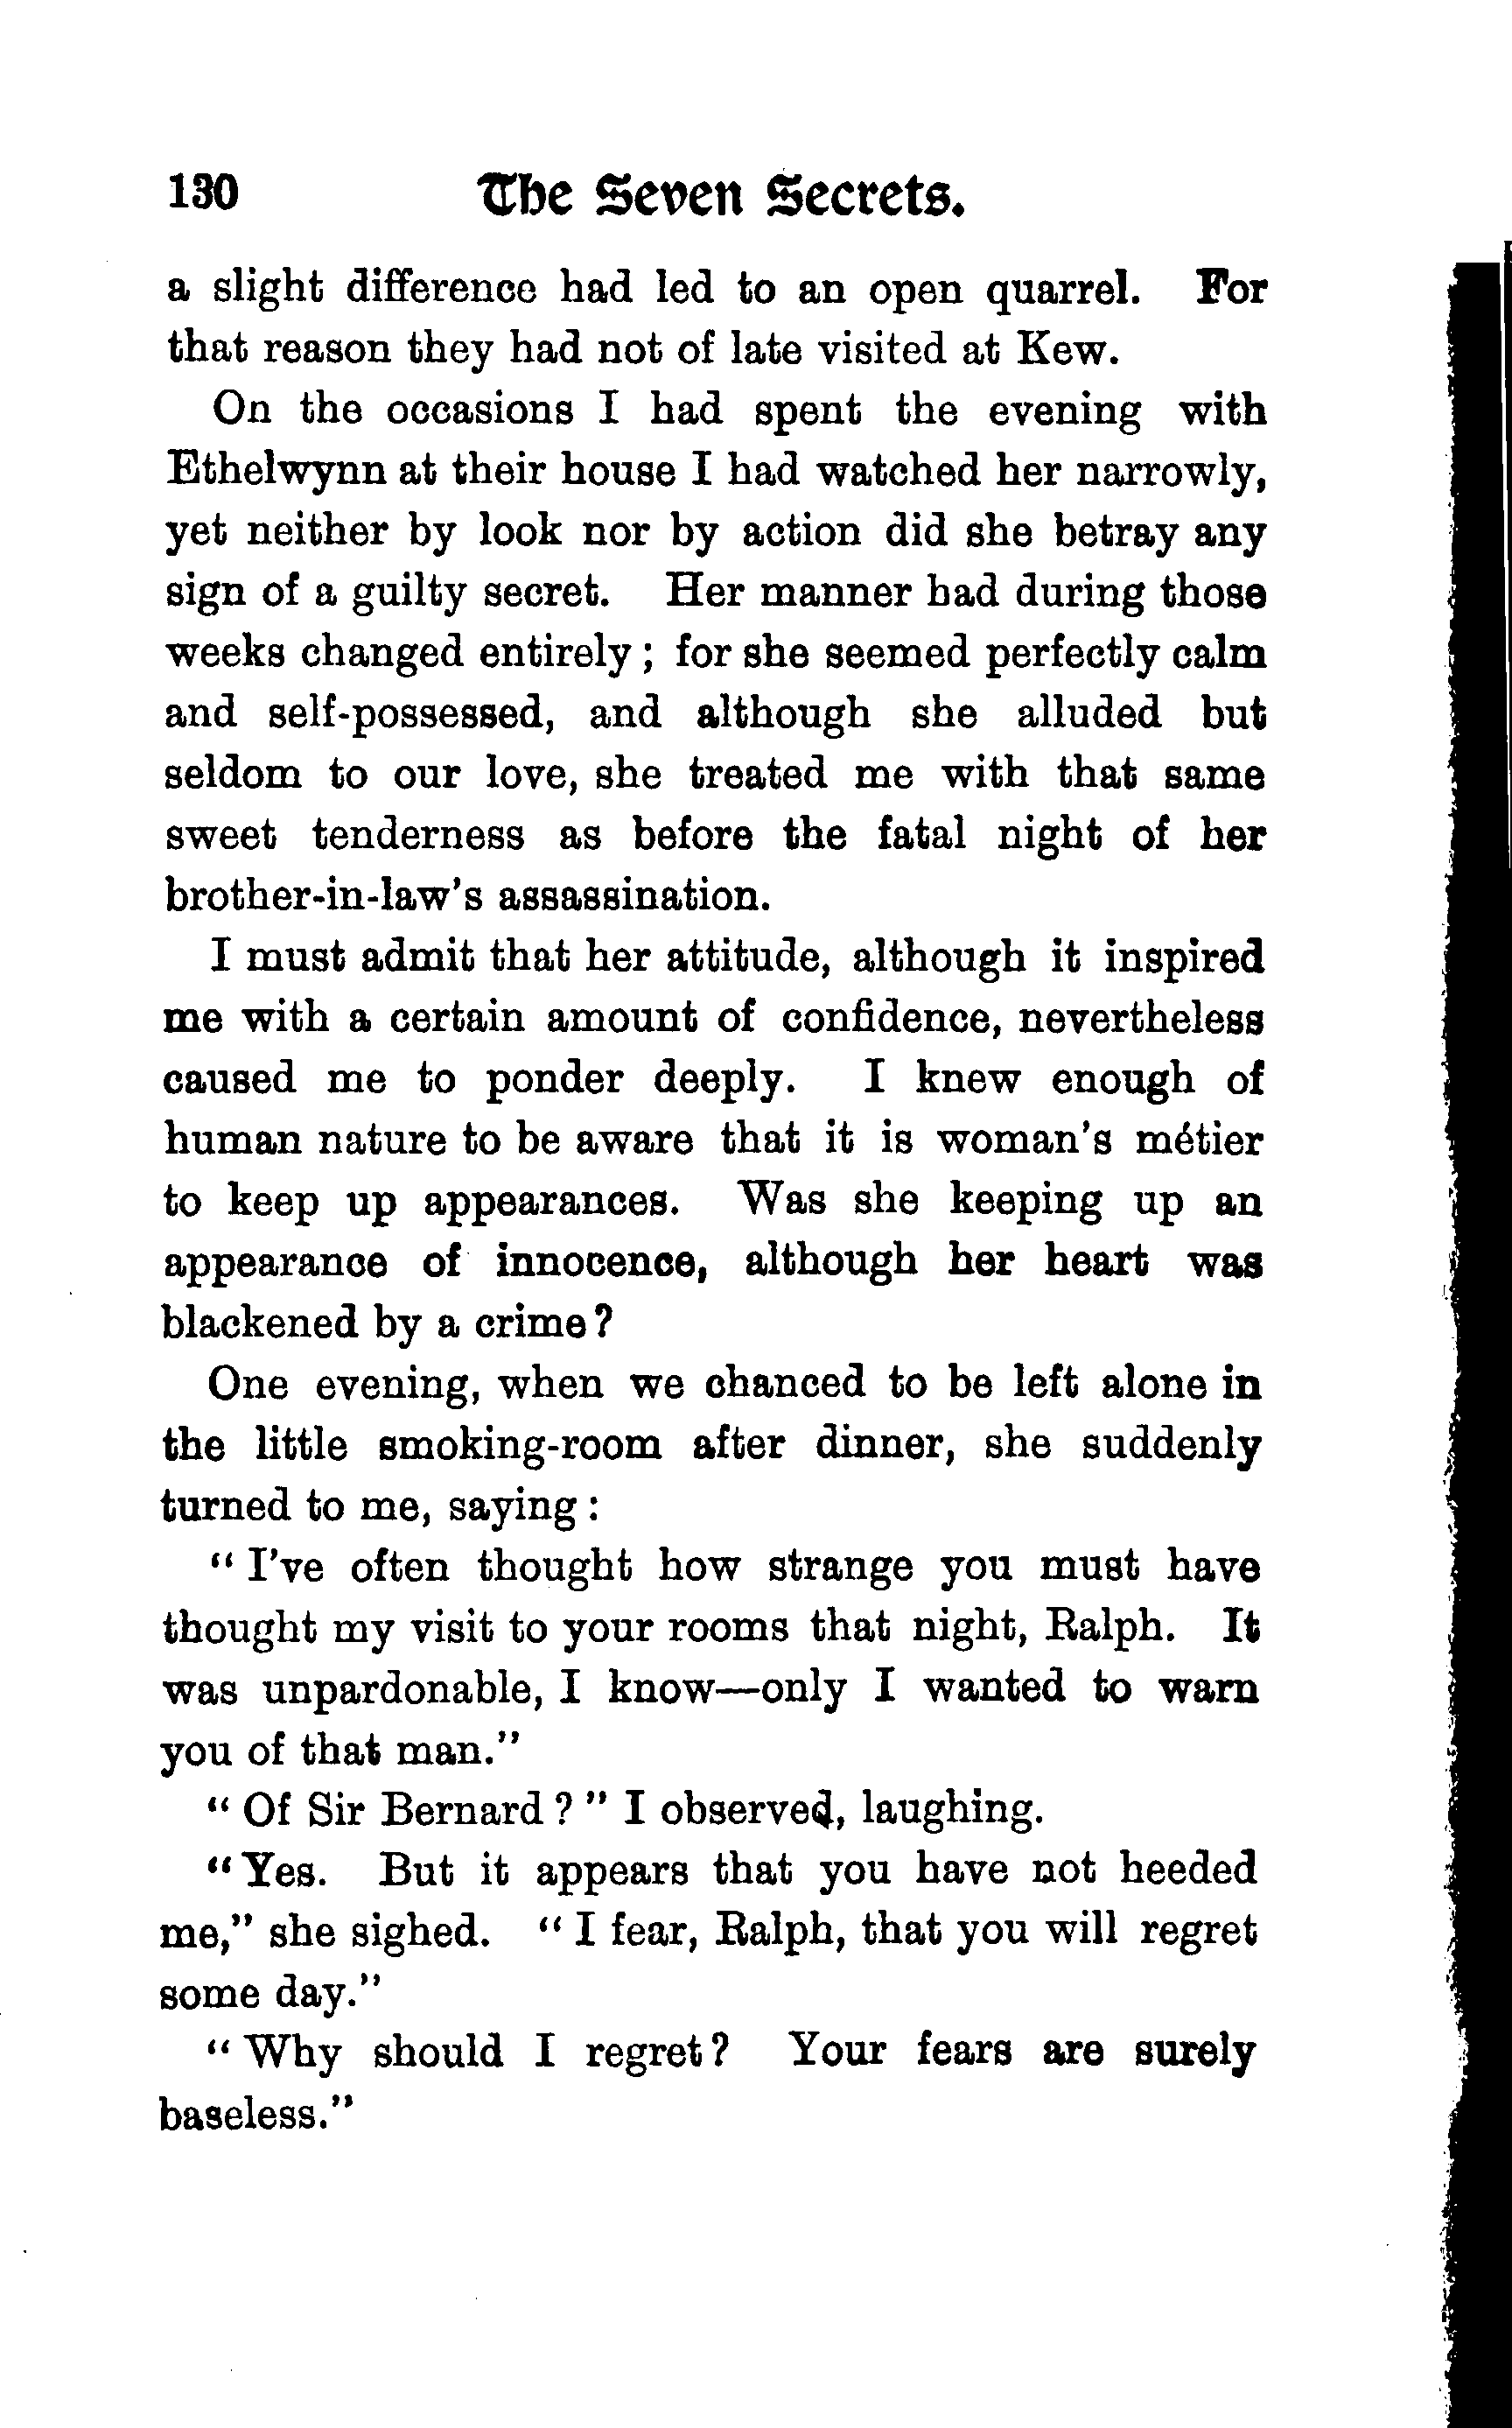 130 The Seven Secrets.
a slight difference had led to an open quarrel. For
that reason they had not of late visited at Kew.
On the occasions I had spent the evening with
Ethelwynn at their house I had watched her narrowly,
yet neither by look nor by action did she betray any
sign of a guilty secret. Her manner had during those
weeks changed entirely; for she seemed perfectly calm
and self-possessed, and although she alluded but
seldom to our love, she treated me with that same
sweet tenderness as before the fatal night of her
brother-in-law's assassination.
I must admit that her attitude, although it inspired
me with a certain amount of confidence, nevertheless
caused me to ponder deeply. I knew enough of
human nature to be aware that it is woman's métier
to keep up appearances. Was she keeping up an
appearance of innocence, although her heart was
blackened by a crime?
One evening, when we chanced to be left alone in
the little smoking-room after dinner, she suddenly
turned to me, saying:
"I've often thought how strange you must have
thought my visit to your rooms that night, Ralph. It
was unpardonable, I know—only I wanted to warn
you of that man."
"Of Sir Bernard?" I observed, laughing.
"Yes. But it appears that you have not heeded
me," she sighed. "I fear, Ralph, that you will regret
some day."
"Why should I regret? Your fears are surely
baseless."